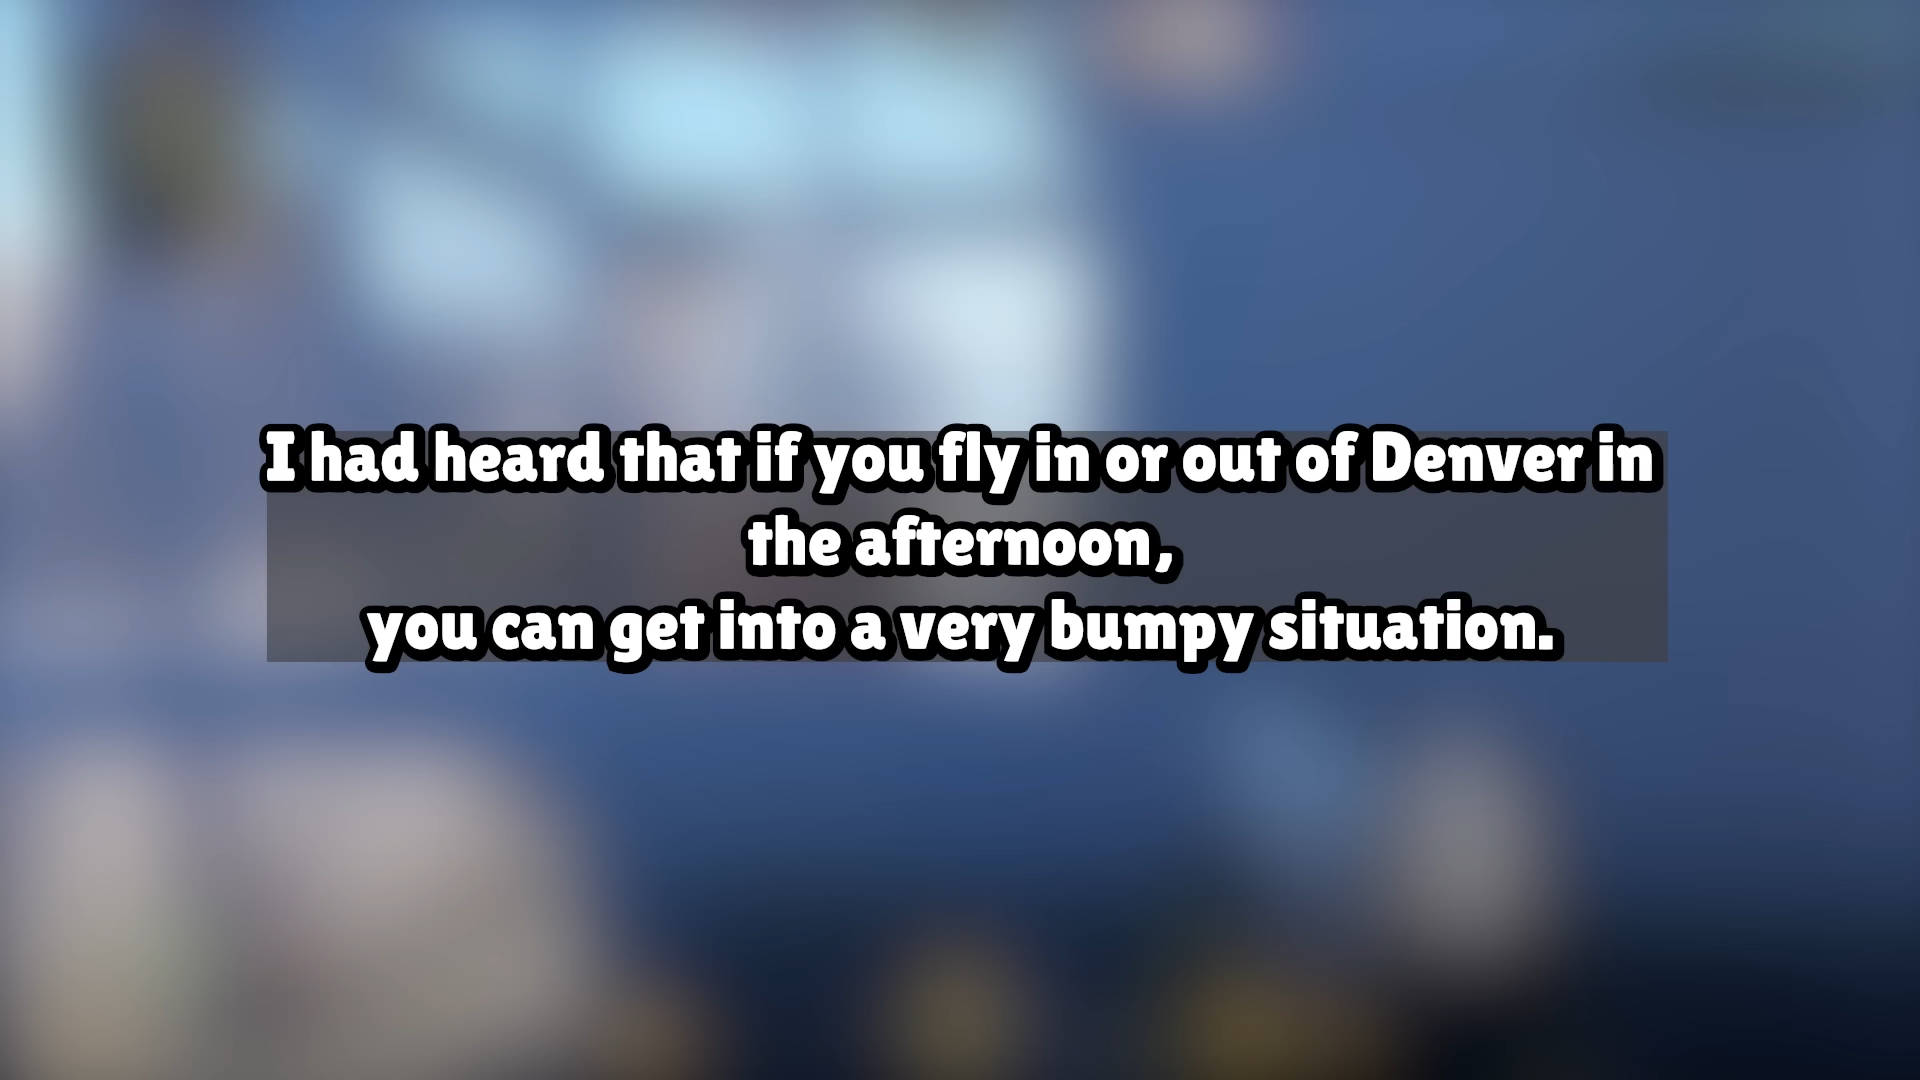 I had heard that if you fly in or out of Denver in
the afternoon,
you can get into a very bumpy situation.